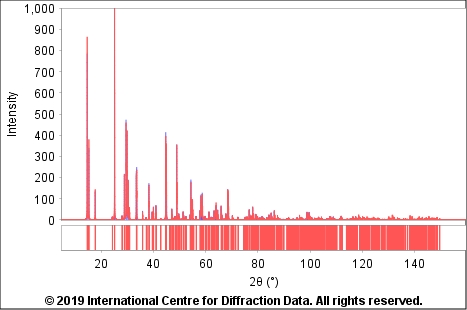 1,000
900
800
700
600
500
400
300
200
100
0
Intensity
20 40 60 80 100 120 140
2θ (°)
© 2019 International Centre for Diffraction Data. All rights reserved.